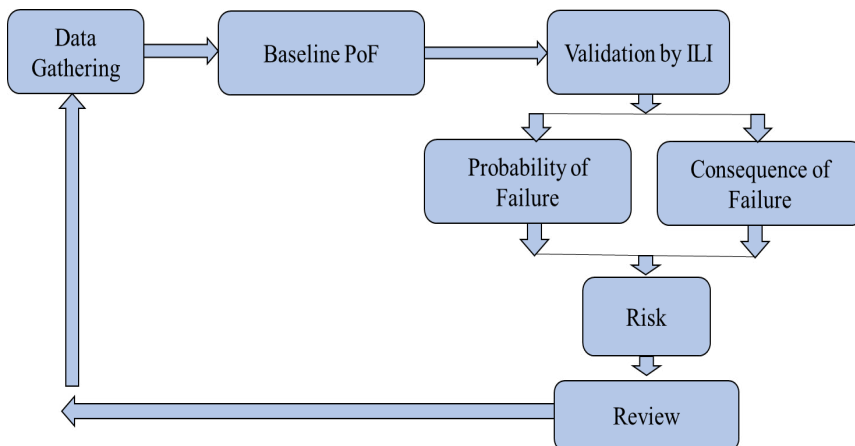 Data
Gathering
Baseline PoF
Validation by ILI
Probability of
Failure
Consequence of
Failure
Risk
Review